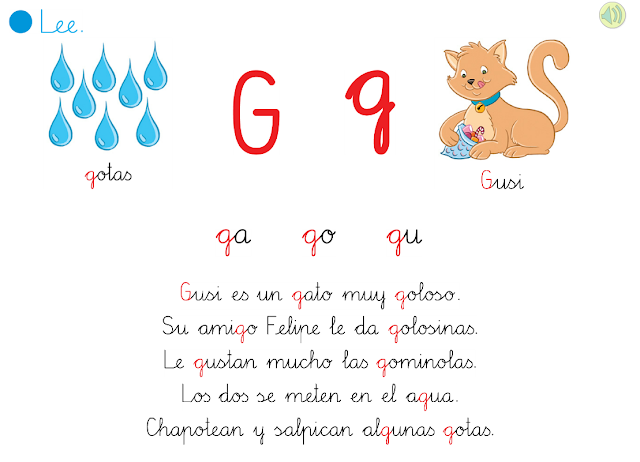 Lee.
G g
gotas
Gusi
ga go gu
Gusi es un gato muy goloso.
Su amigo Felipe le da golosinas.
Le gustan mucho las gominolas.
Los dos se meten en el agua.
Chapotean y salpican algunas gotas.